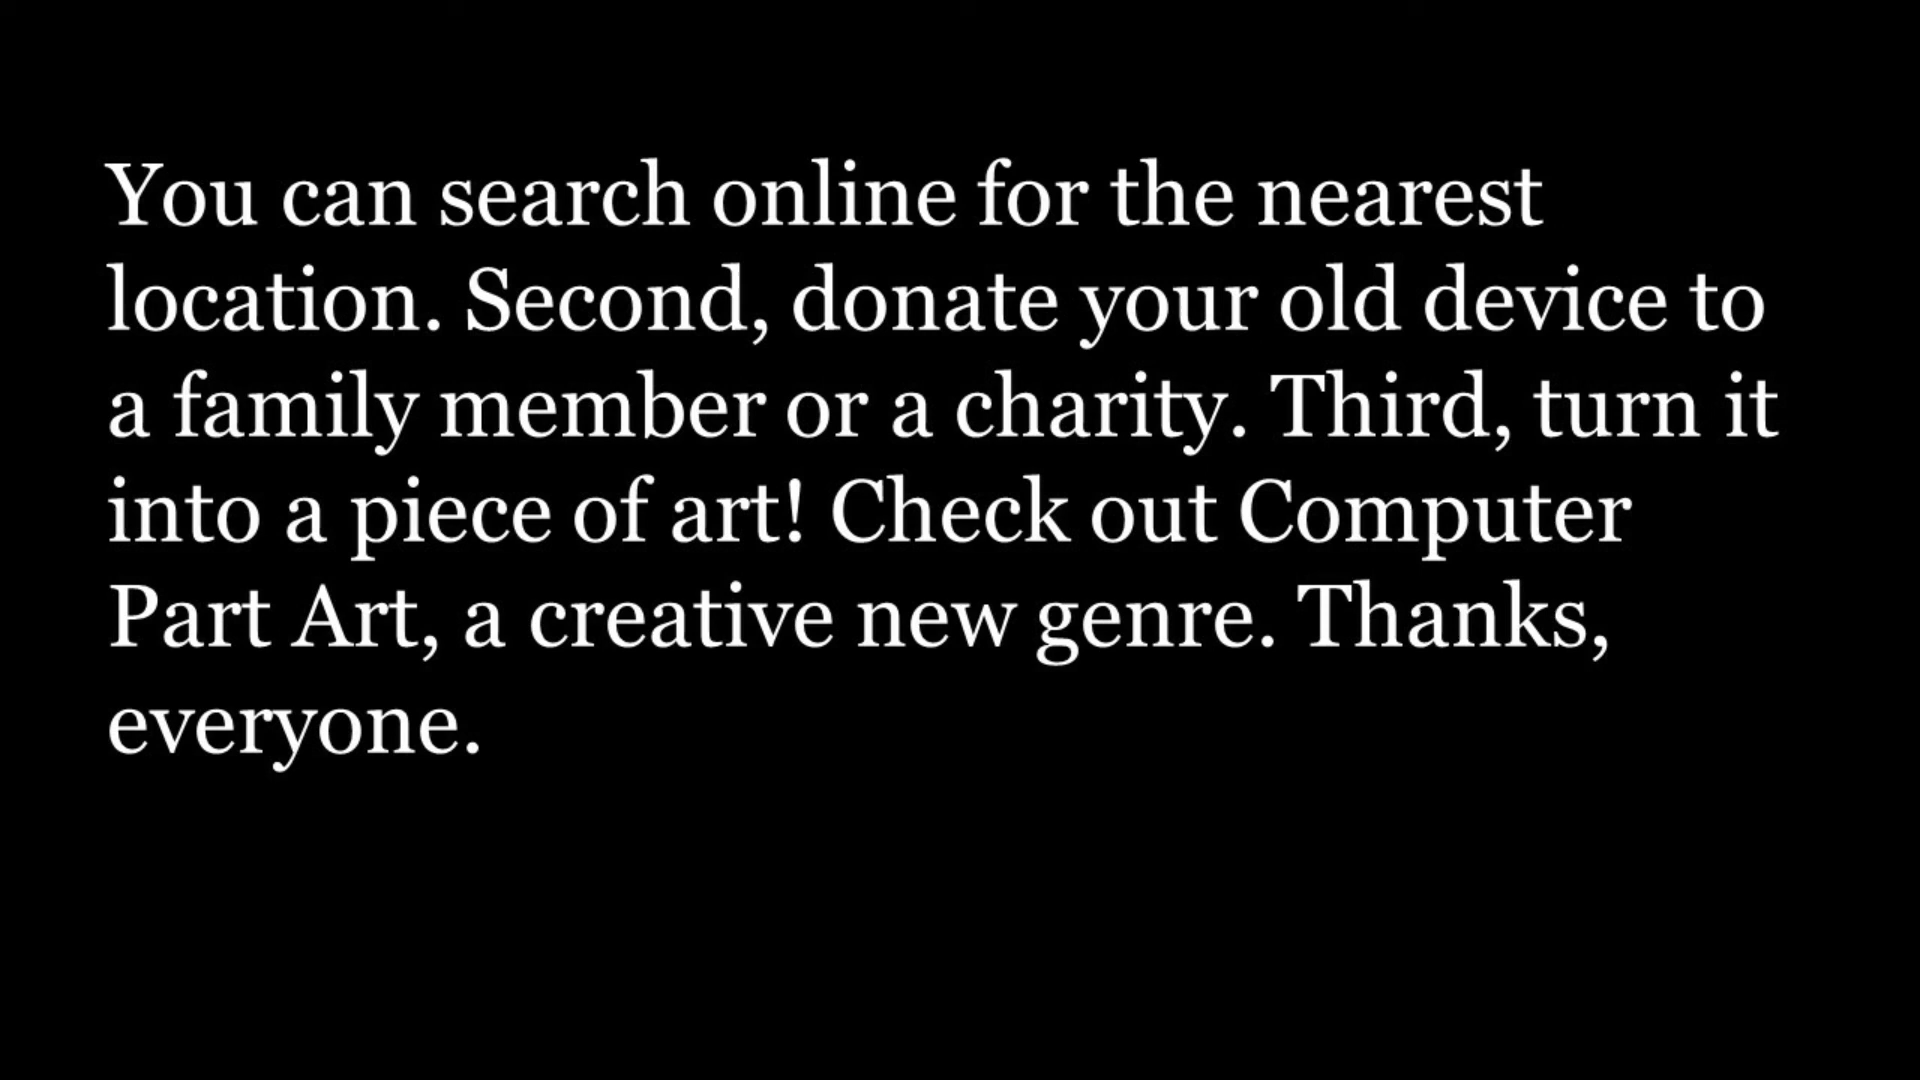 You can search online for the nearest
location. Second, donate your old device to
a family member or a charity. Third, turn it
into a piece of art! Check out Computer
Part Art, a creative new genre. Thanks,
everyone.